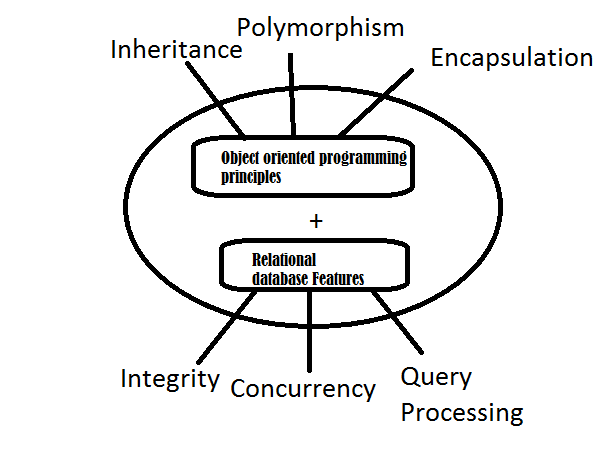 Polymorphism
Inheritance
Encapsulation
Object oriented programming
principles
+
Relational
database Features
Integrity
Concurrency
Query
Processing